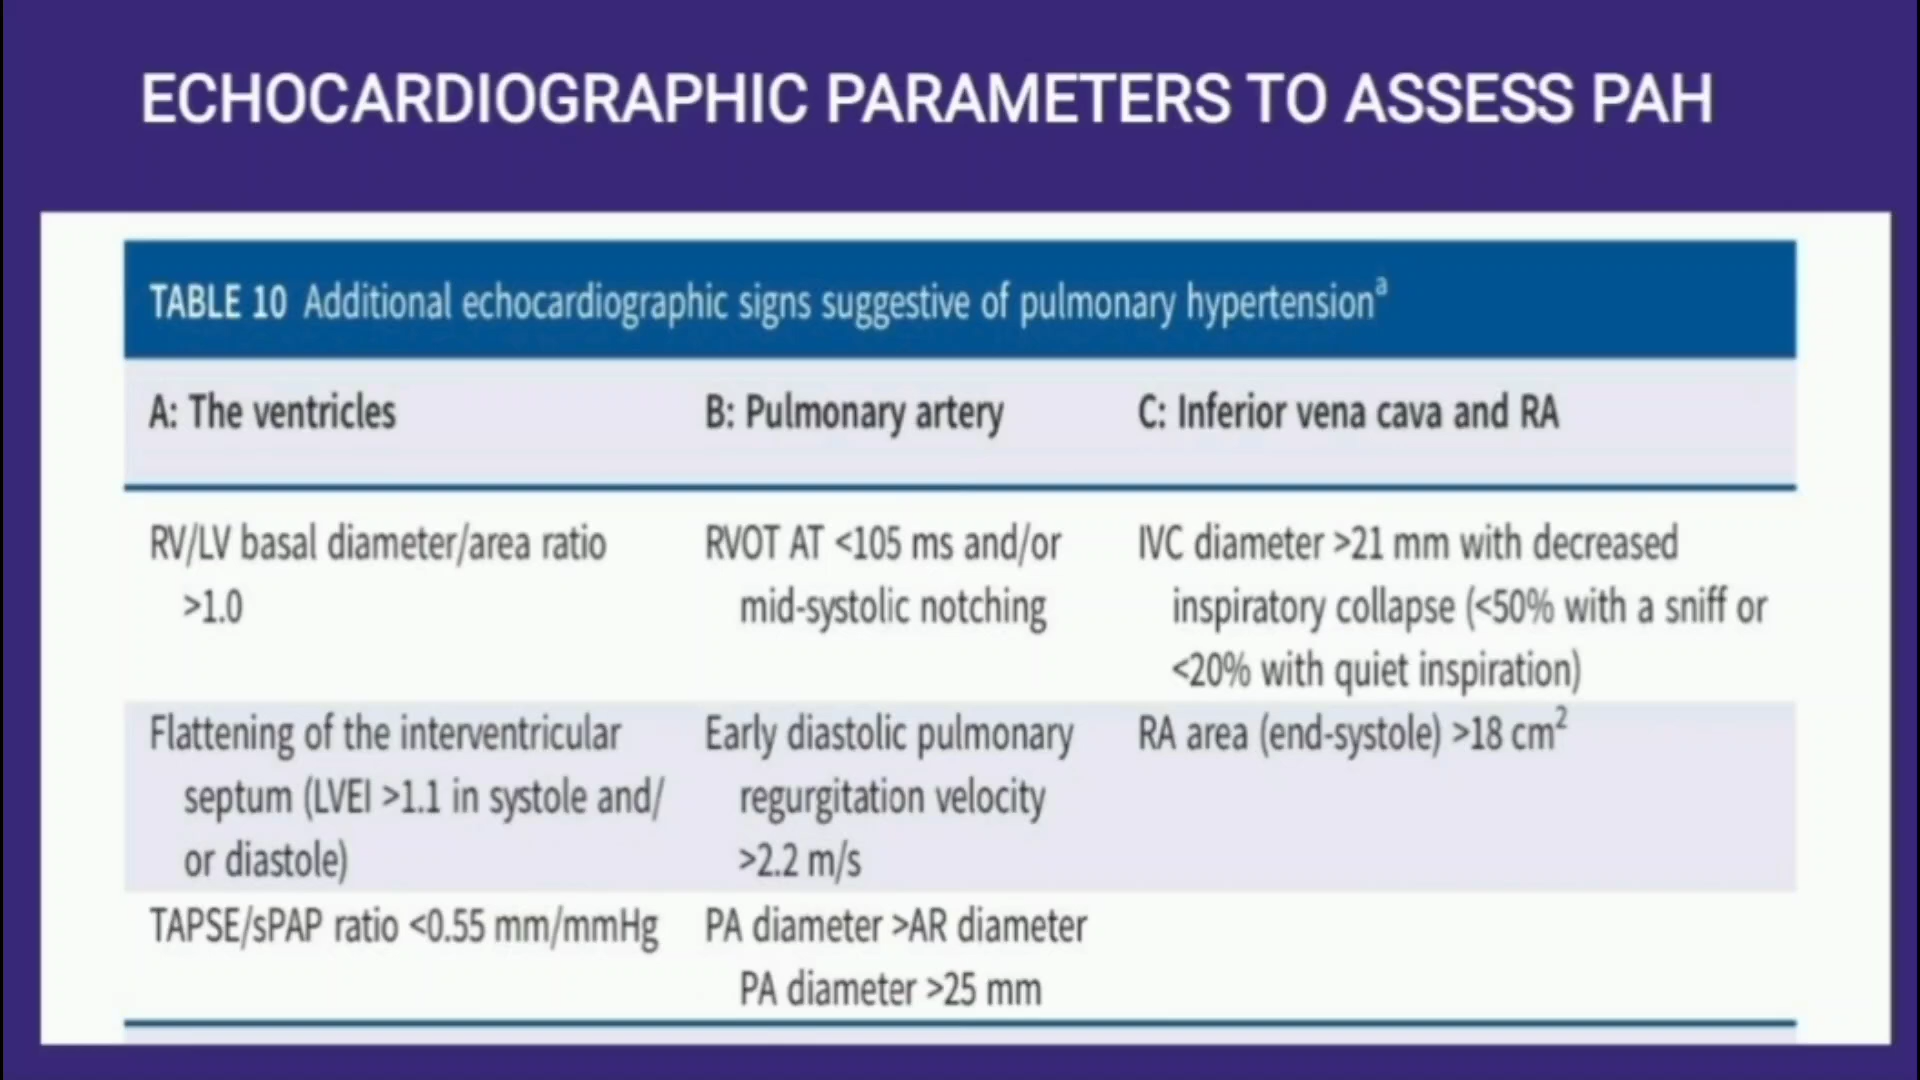 ECHOCARDIOGRAPHIC PARAMETERS TO ASSESS PAH
TABLE 10 Additional echocardiographic signs suggestive of pulmonary hypertensionᵃ
A: The ventricles
B: Pulmonary artery
C: Inferior vena cava and RA
RV/LV basal diameter/area ratio
>1.0
RVOT AT <105 ms and/or
mid-systolic notching
IVC diameter >21 mm with decreased
inspiratory collapse (<50% with a sniff or
<20% with quiet inspiration)
Flattening of the interventricular
septum (LVEI >1.1 in systole and/
or diastole)
Early diastolic pulmonary
regurgitation velocity
>2.2 m/s
RA area (end-systole) >18 cm²
TAPSE/sPAP ratio <0.55 mm/mmHg
PA diameter >AR diameter
PA diameter >25 mm